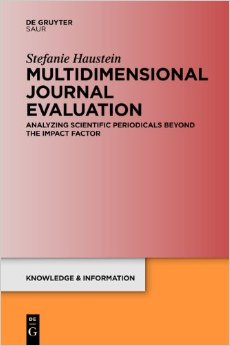 DE GRUYTER
SAUR
Stefanie Haustein
MULTIDIMENSIONAL
JOURNAL
EVALUATION
ANALYZING SCIENTIFIC PERIODICALS BEYOND
THE IMPACT FACTOR
KNOWLEDGE & INFORMATION
DE
G